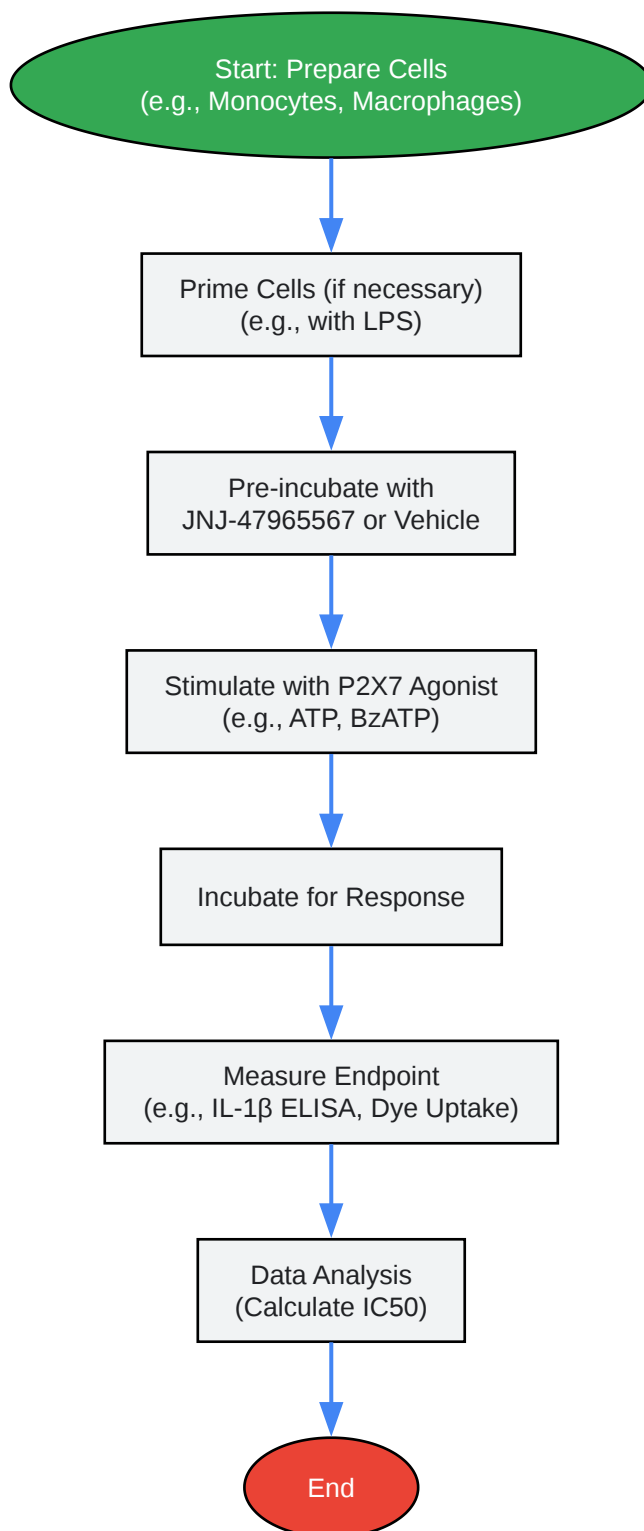 Start: Prepare Cells
(e.g., Monocytes, Macrophages)
Prime Cells (if necessary)
(e.g., with LPS)
Pre-incubate with
JNJ-47965567 or Vehicle
Stimulate with P2X7 Agonist
(e.g., ATP, BzATP)
Incubate for Response
Measure Endpoint
(e.g., IL-1β ELISA, Dye Uptake)
Data Analysis
(Calculate IC50)
End